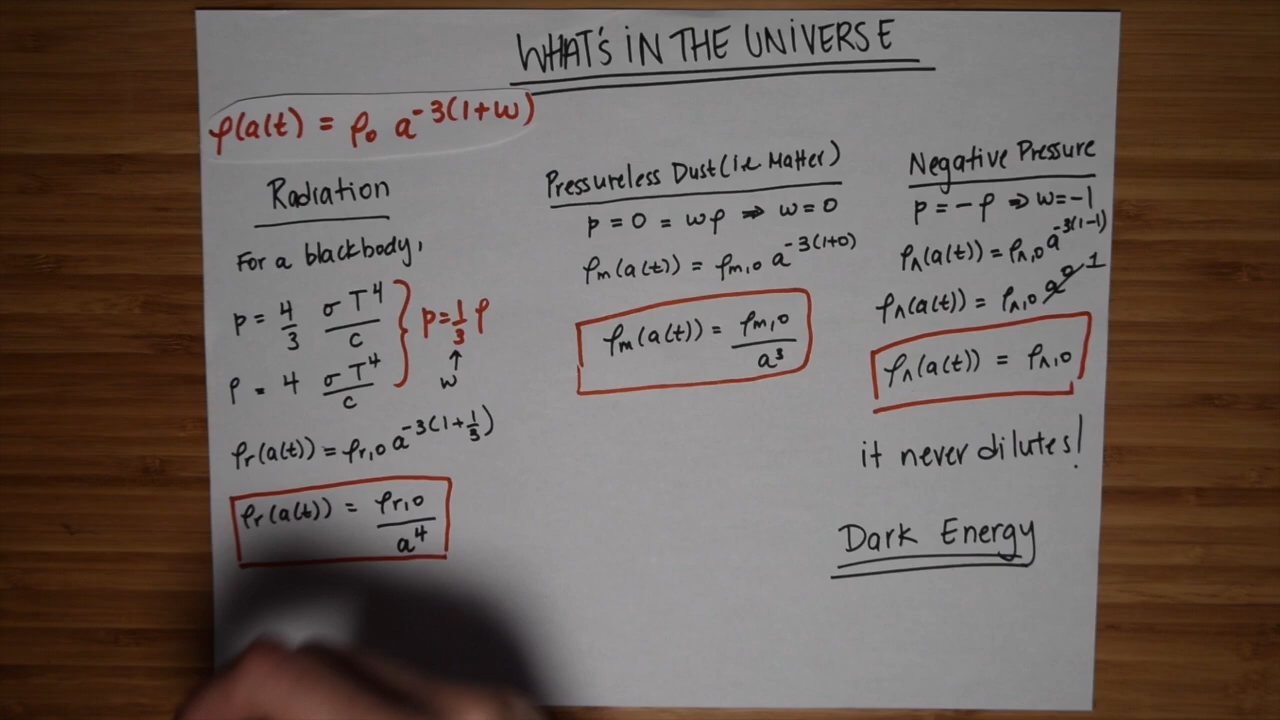 WHAT'S IN THE UNIVERSE
ρ(a(t) = ρ₀ a^-3(1+w)
Radiation
For a blackbody,
p = 4/3 σT⁴/c
ρ = 4 σT⁴/c
} p = 1/3 ρ
↑
w
ρr(a(t)) = ρr,0 a^-3(1+1/3)
ρr(a(t)) = ρr,0/a⁴
Pressureless Dust (i.e Matter)
p = 0 = wρ ⇒ w = 0
ρm(a(t)) = ρm,0 a^-3(1+0)
ρm(a(t)) = ρm,0/a³
Negative Pressure
p = -ρ ⇒ w = -1
ρΛ(a(t)) = ρΛ,0 a^-3(1-1)
ρΛ(a(t)) = ρΛ,0 a⁰ 1
ρΛ(a(t)) = ρΛ,0
it never dilutes!
Dark Energy